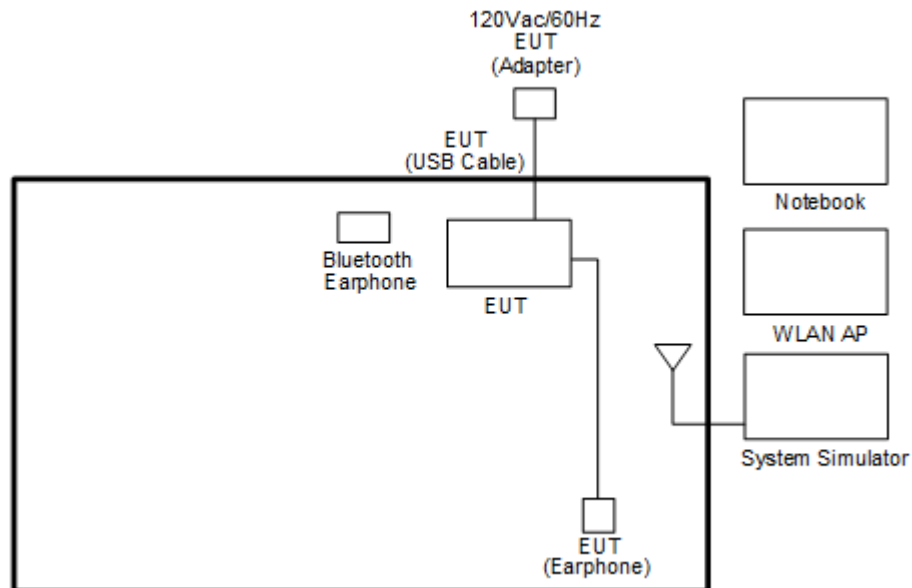 120Vac/60Hz
EUT
(Adapter)
EUT
(USB Cable)
Notebook
Bluetooth
Earphone
EUT
WLAN AP
System Simulator
EUT
(Earphone)